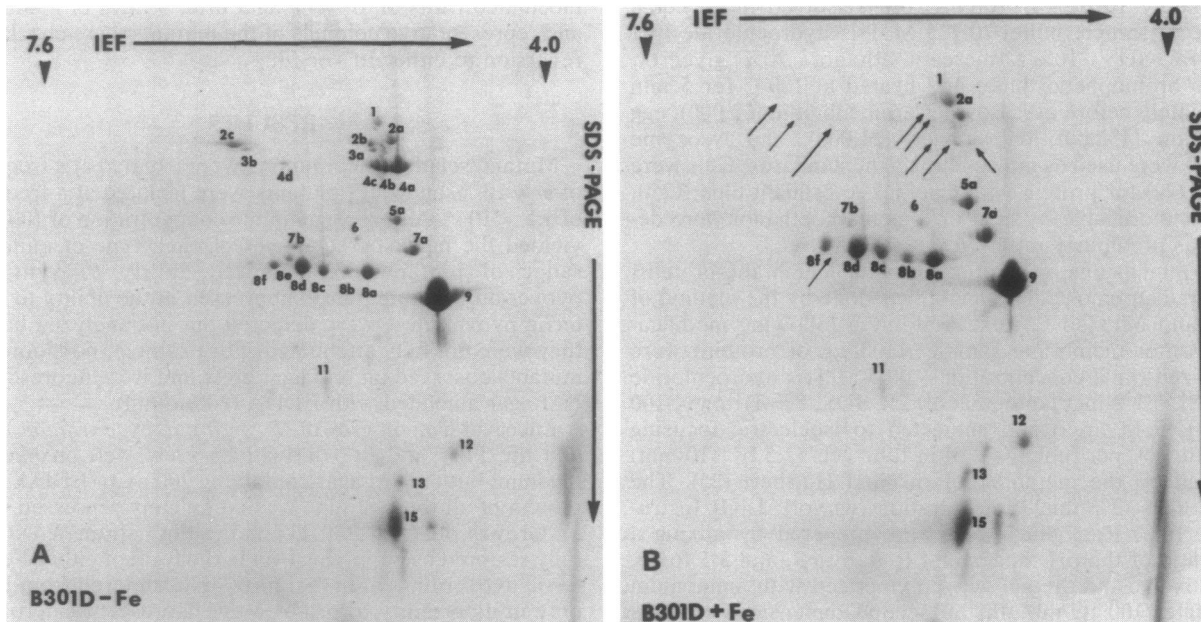 7.6 IEF 4.0
1
2c 2b 2a
3b 3a
4d 4c 4b 4a
5a
6
7b 7a
8f 8e 8d 8c 8b 8a
9
11
12
13
15
SDS-PAGE
A
B301D-Fe
7.6 IEF 4.0
1
2a
5a
6
7b 7a
8f 8d 8c 8b 8a
9
11
12
13
15
SDS-PAGE
B
B301D+Fe